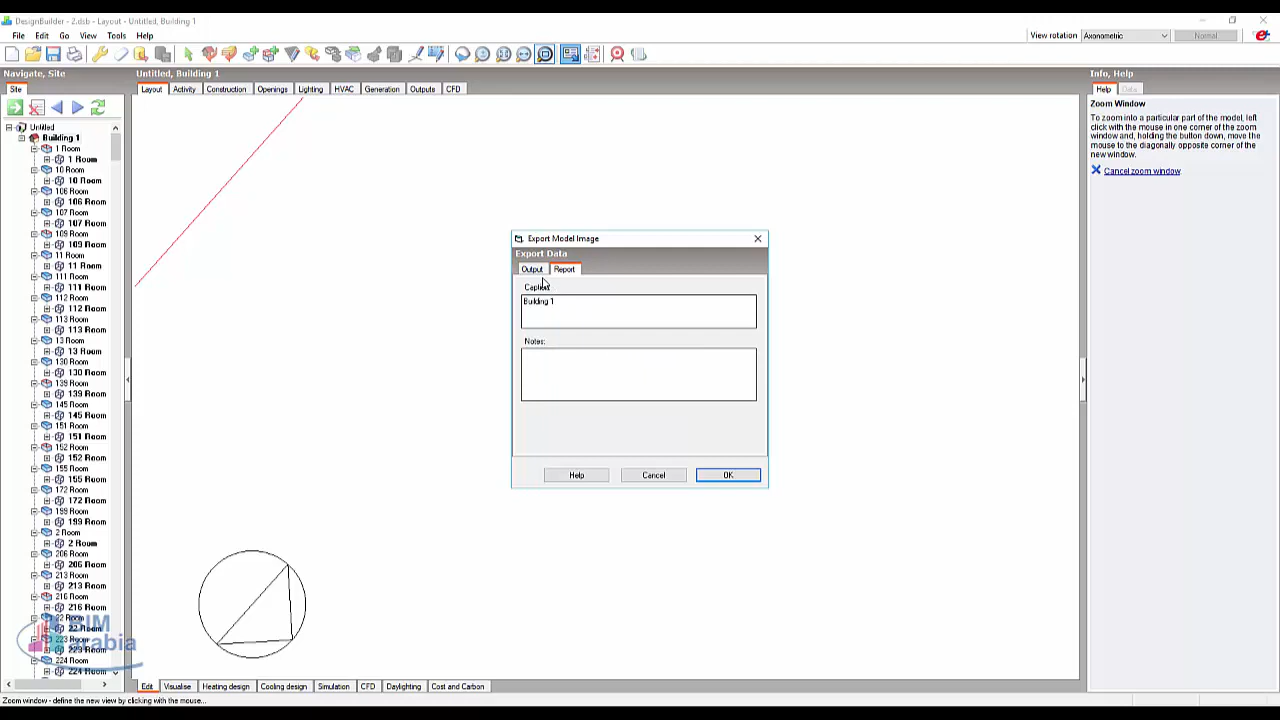 DesignBuilder - 2.dsb - Layout - Untitled, Building 1
File Edit Go View Tools Help
View rotation Axonometric Normal
Navigate, Site
Untitled, Building 1
Info, Help
Site
Layout Activity Construction Openings Lighting HVAC Generation Outputs CFD
Help Data
Untitled
Building 1
1 Room
1 Room
10 Room
10 Room
106 Room
106 Room
107 Room
107 Room
109 Room
109 Room
11 Room
11 Room
111 Room
111 Room
112 Room
112 Room
113 Room
113 Room
13 Room
13 Room
130 Room
130 Room
139 Room
139 Room
145 Room
145 Room
151 Room
151 Room
152 Room
152 Room
155 Room
155 Room
172 Room
172 Room
199 Room
199 Room
2 Room
2 Room
206 Room
206 Room
213 Room
213 Room
216 Room
216 Room
22 Room
22 Room
223 Room
223 Room
224 Room
224 Room
BIM
arabia
Zoom Window
To zoom into a particular part of the model, left
click with the mouse in one corner of the zoom
window and, holding the button down, move the
mouse to the diagonally opposite corner of the
new window.
Cancel zoom window
Export Model Image
Export Data
Output Report
Caption
Building 1
Notes:
Help Cancel OK
Edit Visualise Heating design Cooling design Simulation CFD Daylighting Cost and Carbon
Zoom window - define the new view by clicking with the mouse...